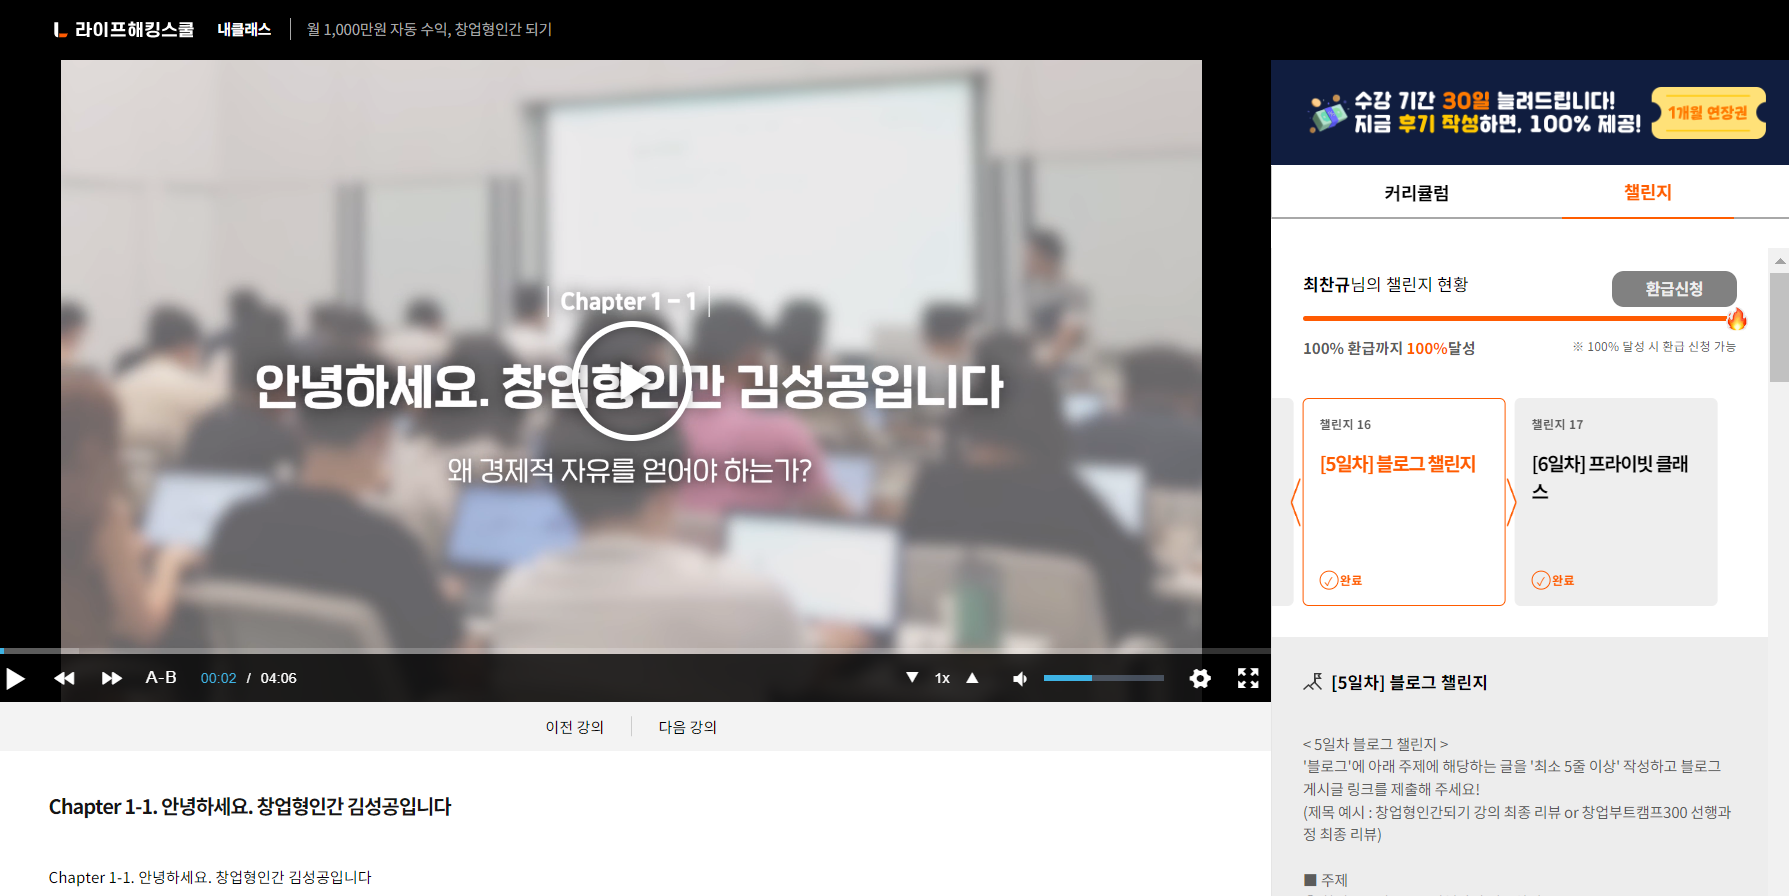 라이프해킹스쿨 내클래스 월 1,000만원 자동 수익, 창업형인간 되기
Chapter 1 – 1
안녕하세요. 창업형인간 김성공입니다
왜 경제적 자유를 얻어야 하는가?
A-B 00:02 / 04:06 1x
이전 강의 다음 강의
Chapter 1-1. 안녕하세요. 창업형인간 김성공입니다
Chapter 1-1. 안녕하세요. 창업형인간 김성공입니다
수강 기간 30일 늘려드립니다!
지금 후기 작성하면, 100% 제공!
1개월 연장권
커리큘럼 챌린지
최찬규님의 챌린지 현황 환급신청
100% 환급까지 100%달성 ※ 100% 달성 시 환급 신청 가능
챌린지 16
[5일차] 블로그 챌린지
완료
챌린지 17
[6일차] 프라이빗 클래
스
완료
[5일차] 블로그 챌린지
< 5일차 블로그 챌린지 >
'블로그'에 아래 주제에 해당하는 글을 '최소 5줄 이상' 작성하고 블로그
게시글 링크를 제출해 주세요!
(제목 예시 : 창업형인간되기 강의 최종 리뷰 or 창업부트캠프300 선행과
정 최종 리뷰)
■ 주제